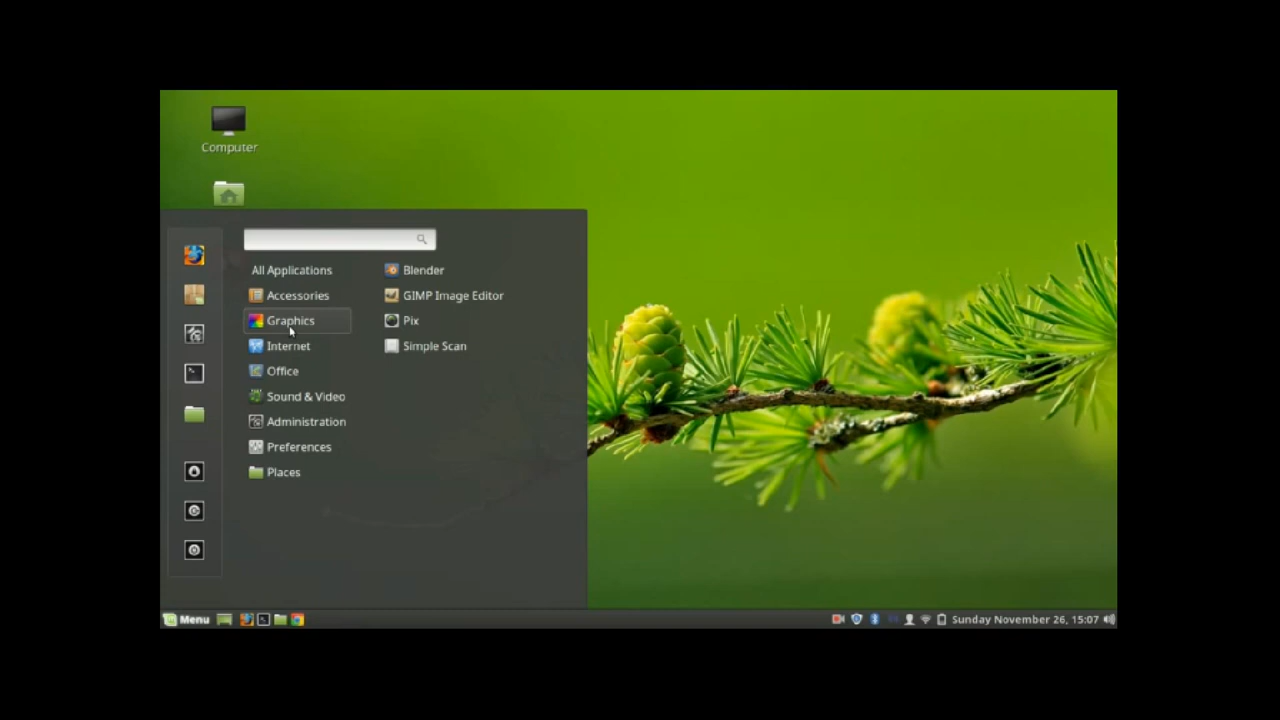 Computer
All Applications
Accessories
Graphics
Internet
Office
Sound & Video
Administration
Preferences
Places
Blender
GIMP Image Editor
Pix
Simple Scan
Menu
Sunday November 26, 15:07